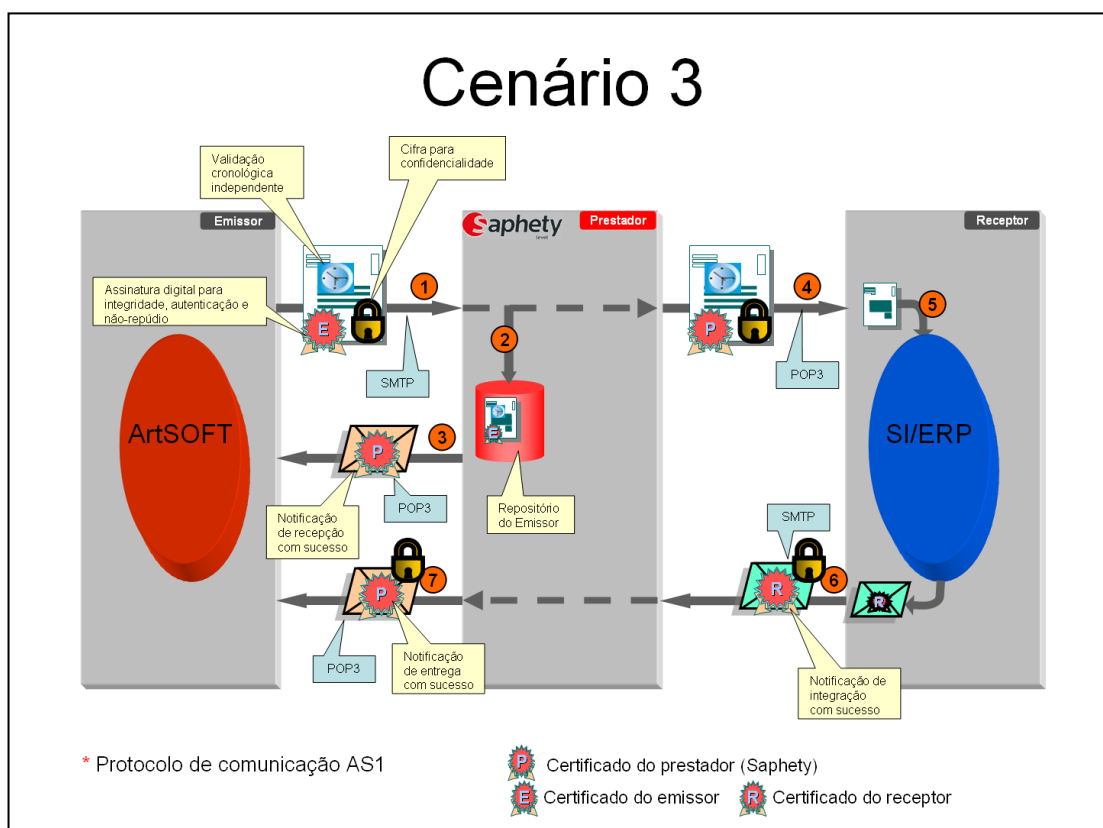 Cenário 3
Validação
cronológica
independente
Cifra para
confidencialidade
Emissor
Saphety
Level
Prestador
Receptor
Assinatura digital para
integridade, autenticação e
não-repúdio
E
1
SMTP
2
P
4
POP3
5
ArtSOFT
SI/ERP
E
3
P
POP3
Notificação
de recepção
com sucesso
Repositório
do Emissor
SMTP
7
P
6
R
R
POP3
Notificação
de entrega
com sucesso
Notificação de
integração
com sucesso
* Protocolo de comunicação AS1
P Certificado do prestador (Saphety)
E Certificado do emissor
R Certificado do receptor